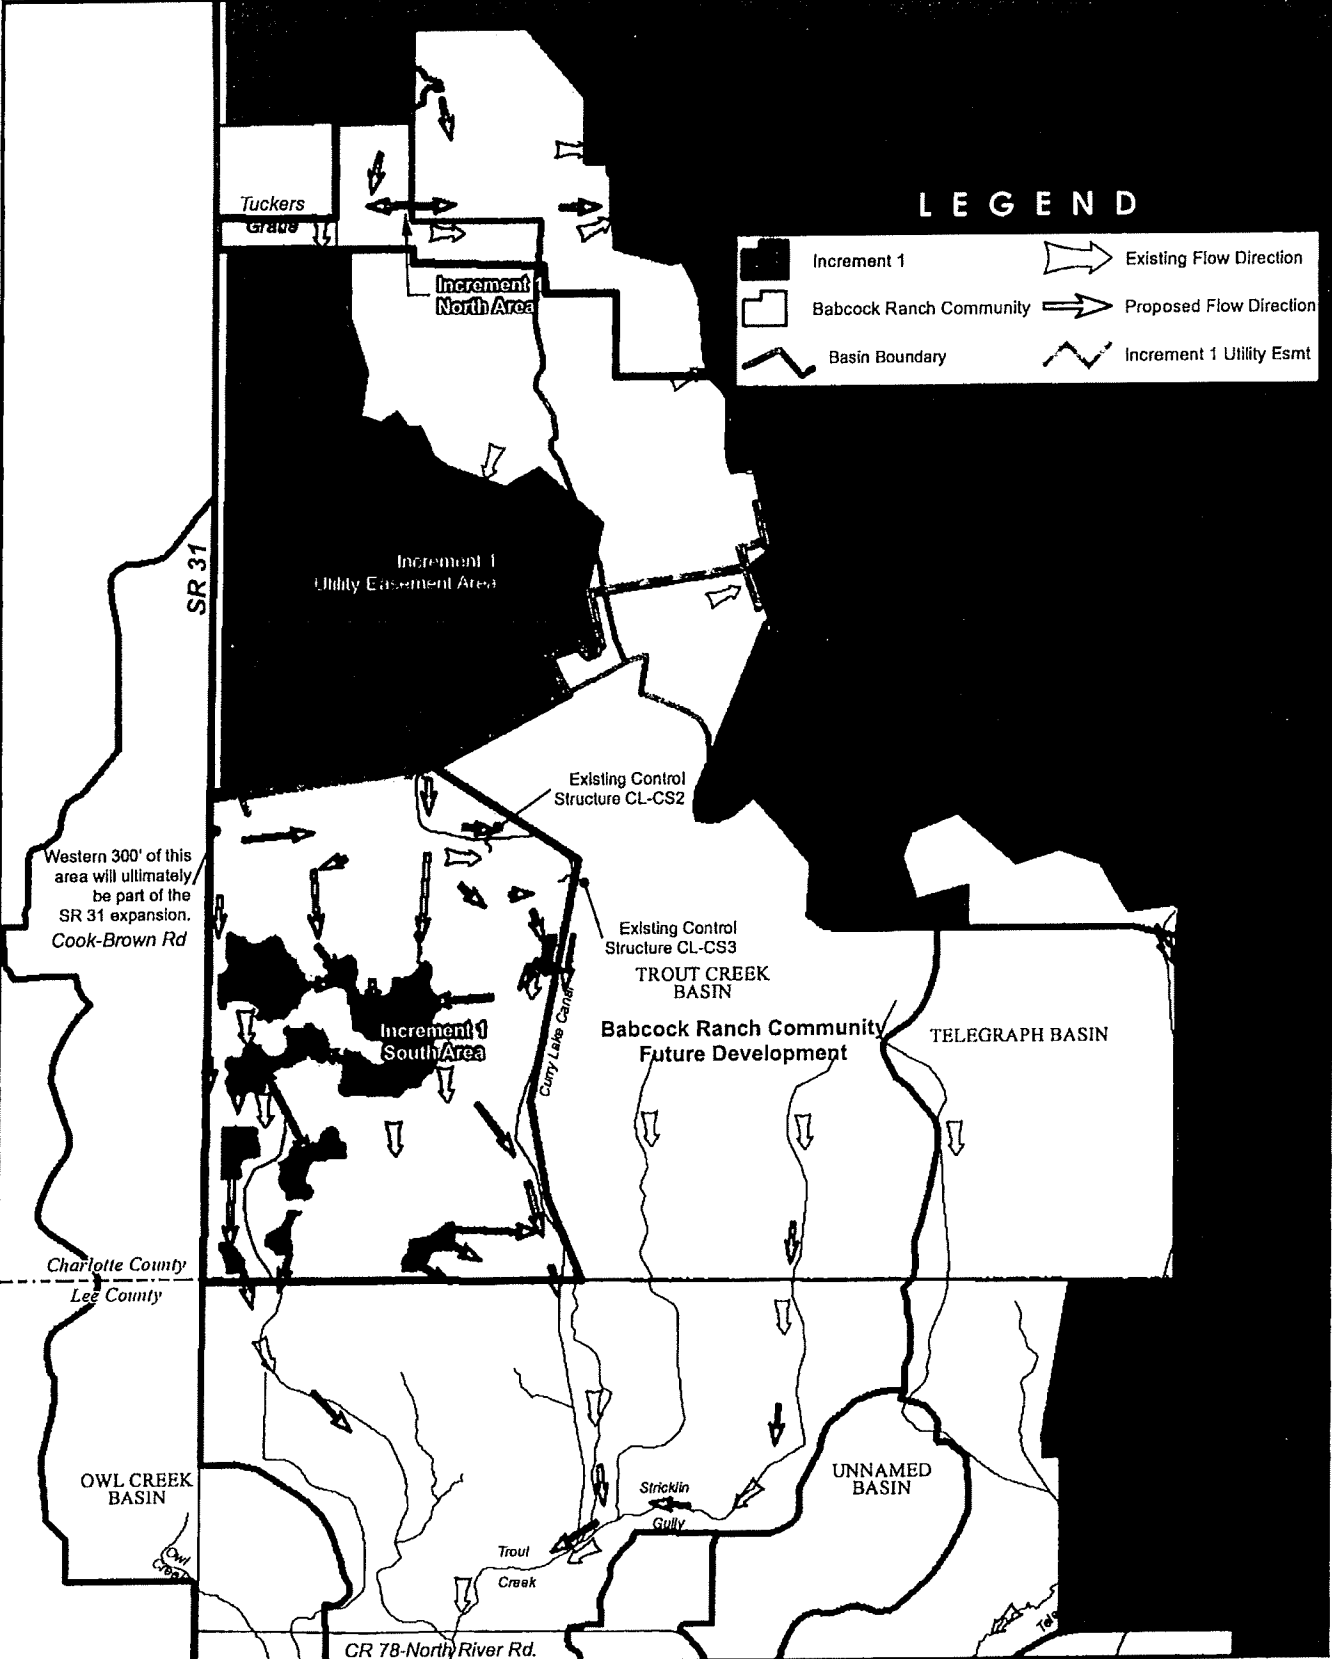 LEGEND
Increment 1
Existing Flow Direction
Babcock Ranch Community
Proposed Flow Direction
Basin Boundary
Increment 1 Utility Esmt
Tuckers
Grade
Increment 1
North Area
Increment 1
Utility Easement Area
SR 31
Existing Control
Structure CL-CS2
Western 300' of this
area will ultimately
be part of the
SR 31 expansion.
Cook-Brown Rd
Existing Control
Structure CL-CS3
TROUT CREEK
BASIN
Babcock Ranch Community
Future Development
TELEGRAPH BASIN
Increment 1
South Area
Curry Lake Canal
Charlotte County
Lee County
OWL CREEK
BASIN
UNNAMED
BASIN
Stricklin
Gully
Owl
Creek
Trout
Creek
Tele
CR 78-North River Rd.